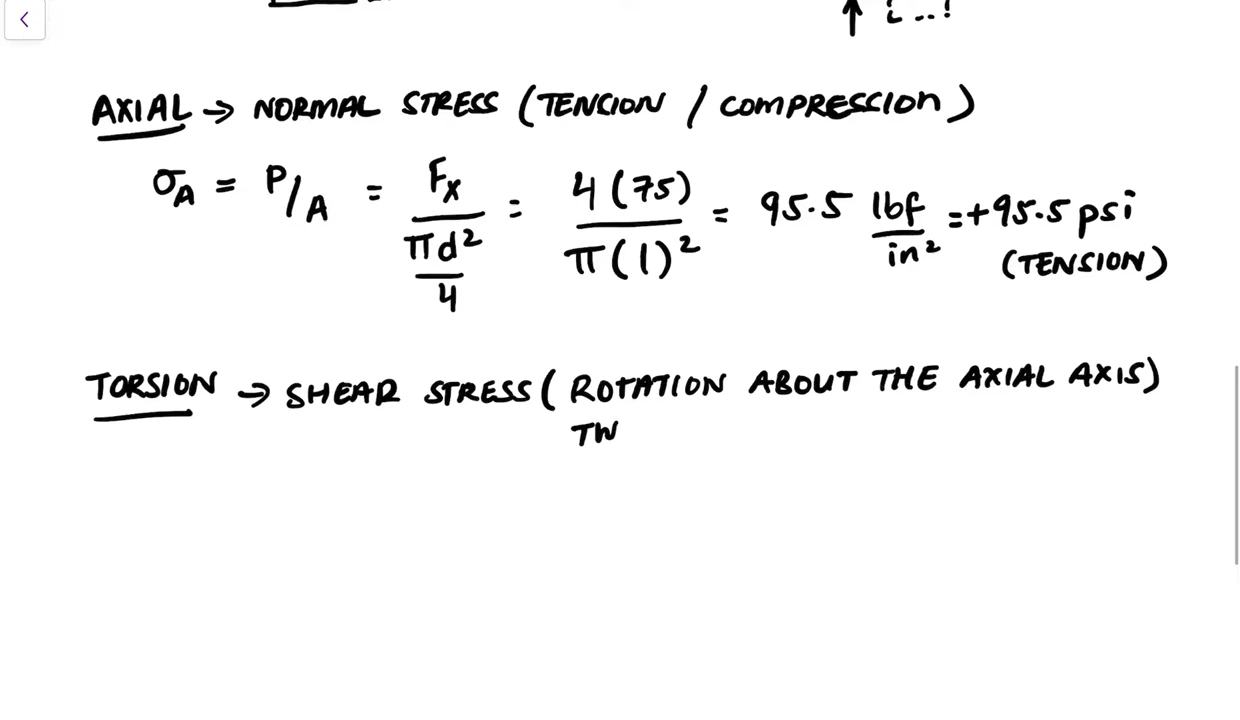 AXIAL → NORMAL STRESS (TENSION / COMPRESSION)
σA = P/A = Fx / (πd²/4) = 4(75) / π(1)² = 95.5 lbf/in² = +95.5 psi
(TENSION)
TORSION → SHEAR STRESS (ROTATION ABOUT THE AXIAL AXIS)
TW